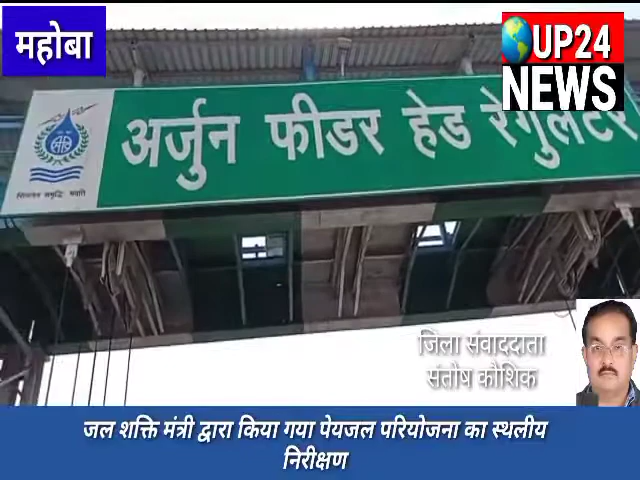 महोबा
UP24
NEWS
अर्जुन फीडर हेड रेगुलेटर
जिला संवाददाता
संतोष कौशिक
जल शक्ति मंत्री द्वारा किया गया पेयजल परियोजना का स्थलीय
निरीक्षण